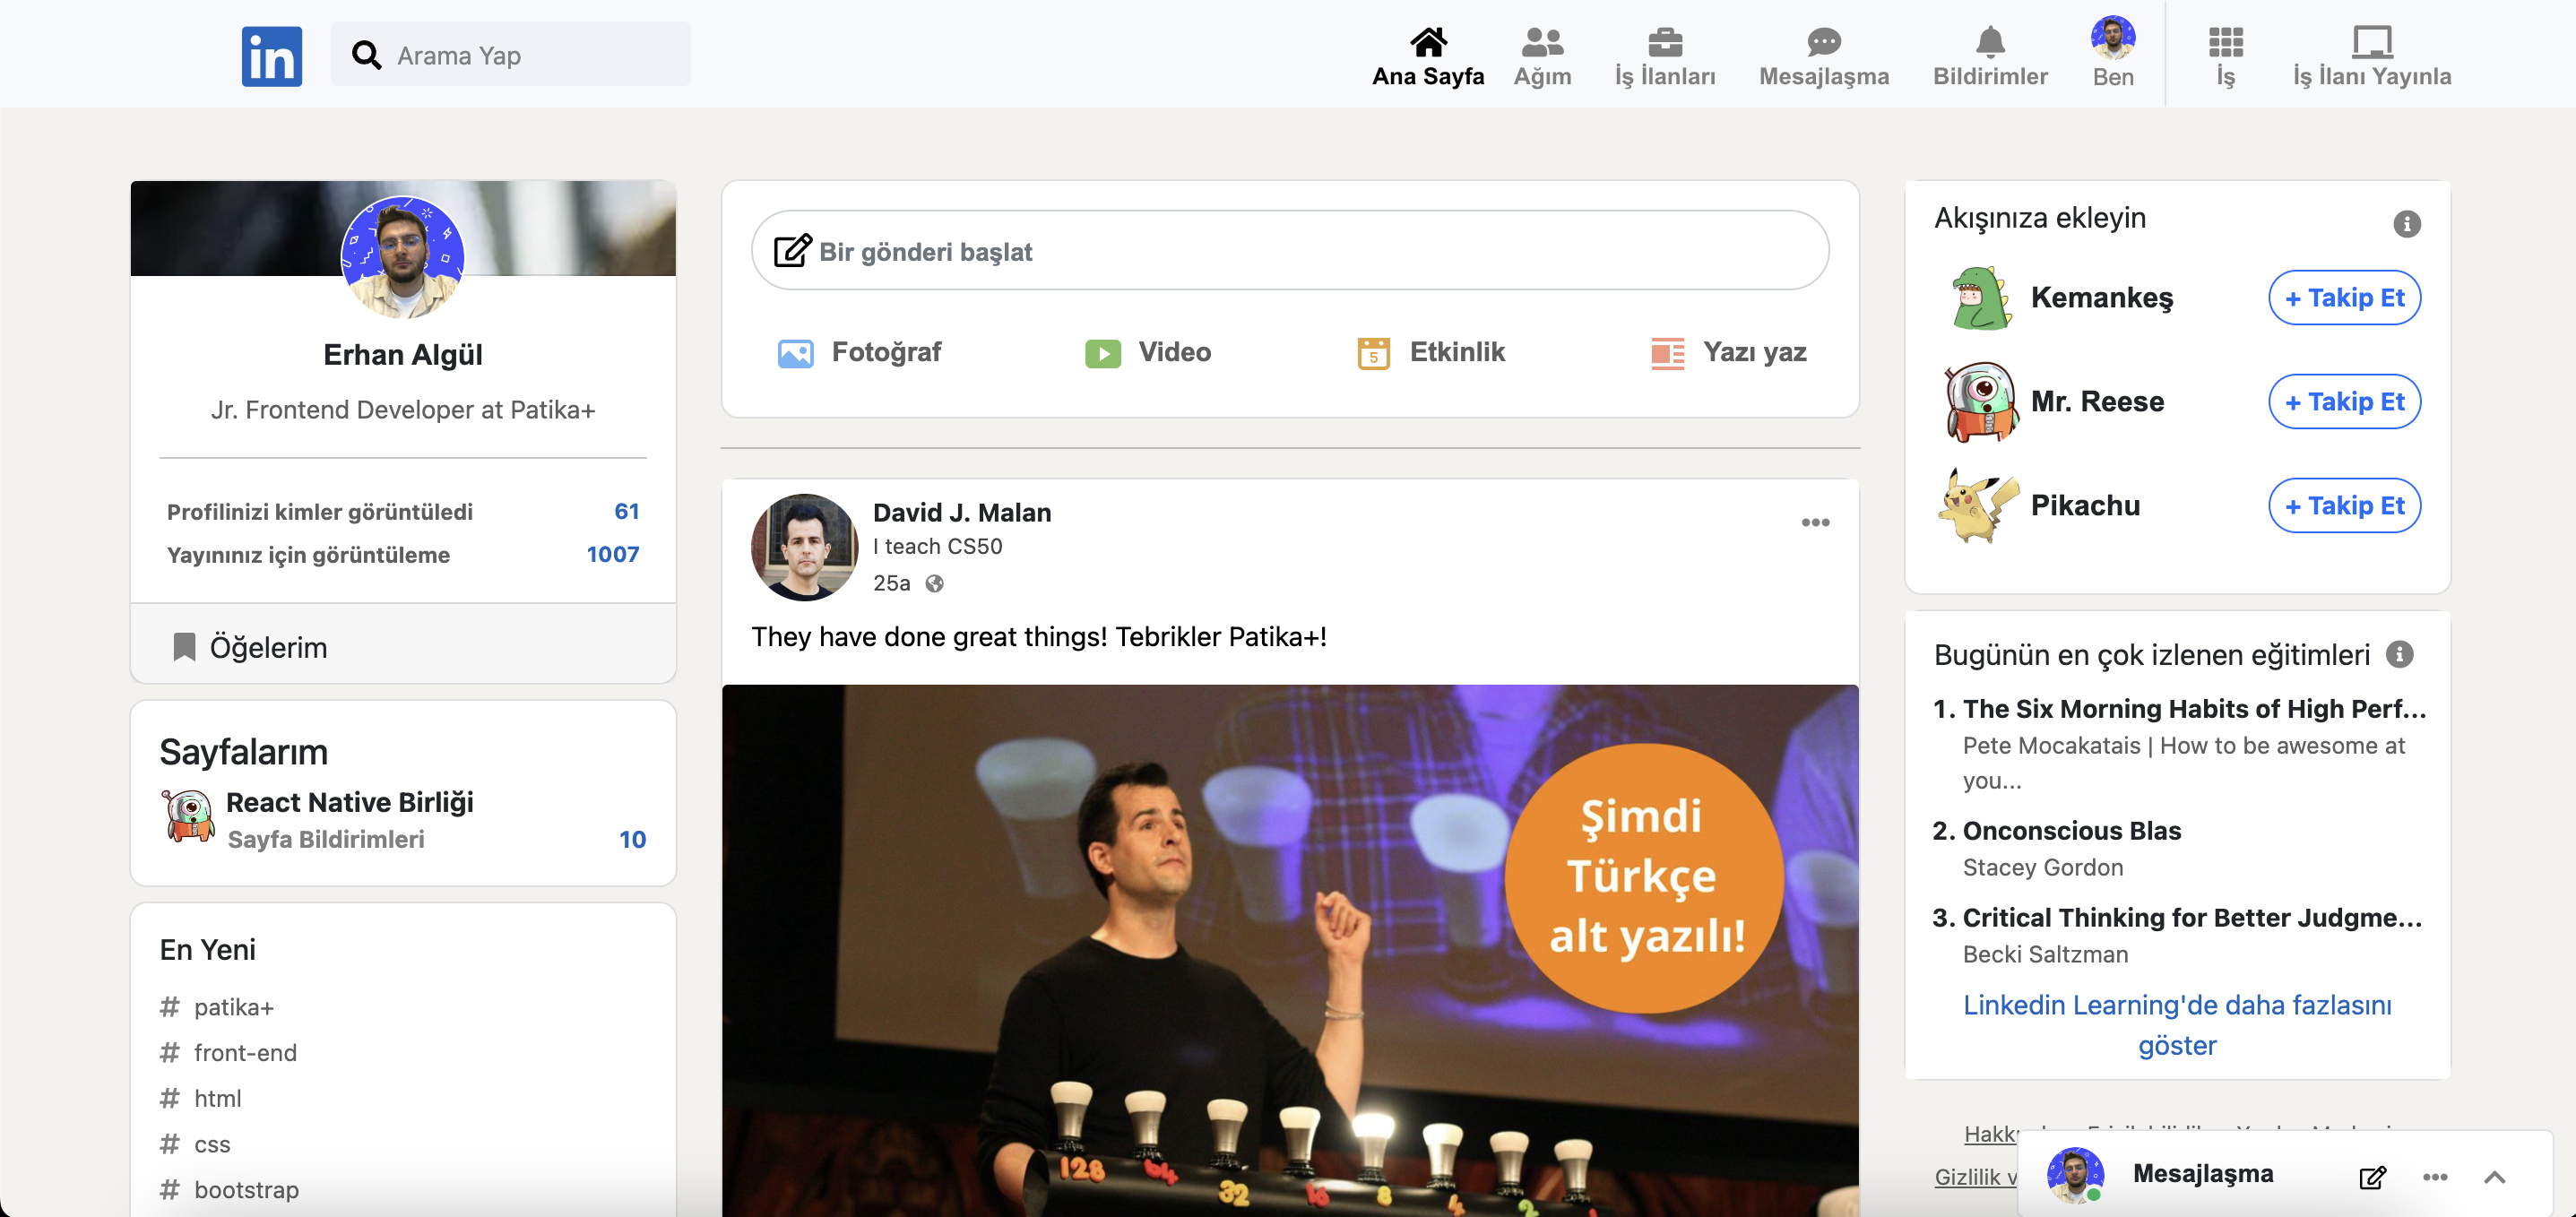 in
Arama Yap
Ana Sayfa
Ağım
İş İlanları
Mesajlaşma
Bildirimler
Ben
İş
İş İlanı Yayınla
Erhan Algül
Jr. Frontend Developer at Patika+
Profilinizi kimler görüntüledi 61
Yayınınız için görüntüleme 1007
Öğelerim
Sayfalarım
React Native Birliği
Sayfa Bildirimleri 10
En Yeni
# patika+
# front-end
# html
# css
# bootstrap
Bir gönderi başlat
Fotoğraf
Video
5
Etkinlik
Yazı yaz
David J. Malan
I teach CS50
25a
They have done great things! Tebrikler Patika+!
Şimdi
Türkçe
alt yazılı!
128
64
32
16
8
4
2
Akışınıza ekleyin
Kemankeş
+ Takip Et
Mr. Reese
+ Takip Et
Pikachu
+ Takip Et
Bugünün en çok izlenen eğitimleri
1. The Six Morning Habits of High Perf...
Pete Mocakatais | How to be awesome at
you...
2. Onconscious Blas
Stacey Gordon
3. Critical Thinking for Better Judgme...
Becki Saltzman
Linkedin Learning'de daha fazlasını
göster
Gizlilik
Mesajlaşma